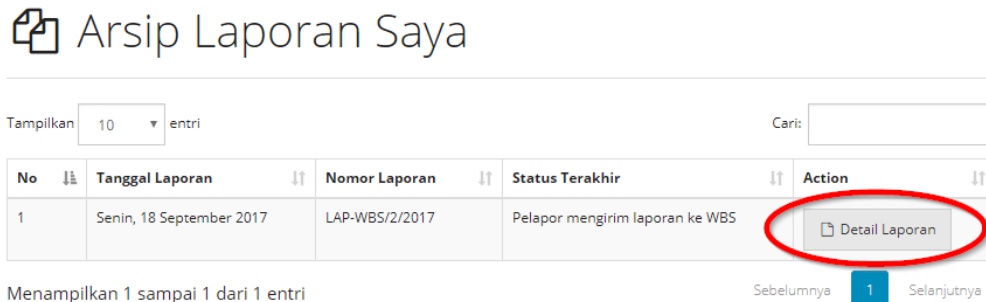 Arsip Laporan Saya
Tampilkan 10 entri Cari:
No Tanggal Laporan Nomor Laporan Status Terakhir Action
1 Senin, 18 September 2017 LAP-WBS/2/2017 Pelapor mengirim laporan ke WBS Detail Laporan
Menampilkan 1 sampai 1 dari 1 entri Sebelumnya 1 Selanjutnya